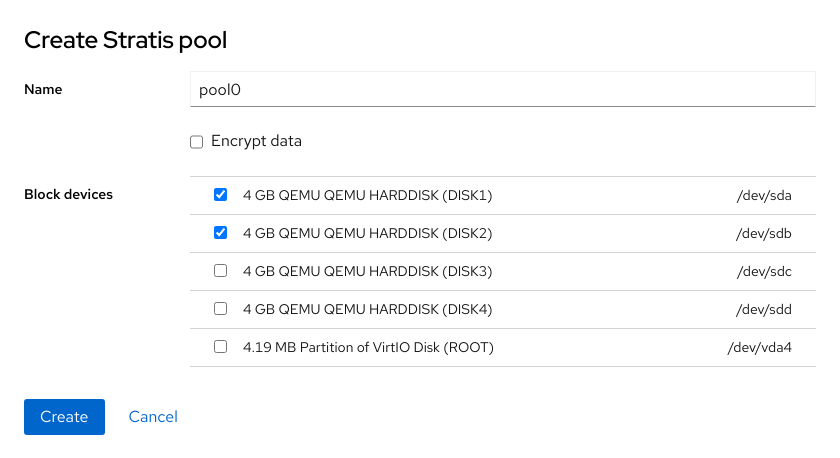 Create Stratis pool
Name
pool0
Encrypt data
Block devices
4 GB QEMU QEMU HARDDISK (DISK1) /dev/sda
4 GB QEMU QEMU HARDDISK (DISK2) /dev/sdb
4 GB QEMU QEMU HARDDISK (DISK3) /dev/sdc
4 GB QEMU QEMU HARDDISK (DISK4) /dev/sdd
4.19 MB Partition of VirtIO Disk (ROOT) /dev/vda4
Create Cancel